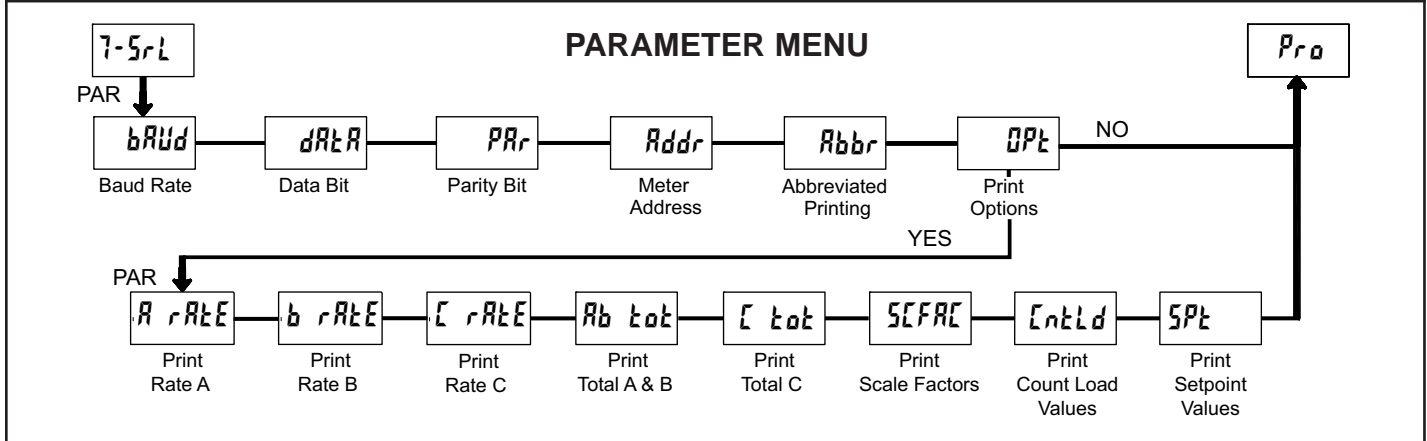 PARAMETER MENU
7-SrL
Pro
PAR
bAUd
dAtA
PAr
Addr
Abbr
OPt
NO
Baud Rate
Data Bit
Parity Bit
Meter
Address
Abbreviated
Printing
Print
Options
YES
PAR
A rAtE
b rAtE
C rAtE
Ab tot
C tot
SCFAC
CntLd
SPt
Print
Rate A
Print
Rate B
Print
Rate C
Print
Total A & B
Print
Total C
Print
Scale Factors
Print
Count Load
Values
Print
Setpoint
Values